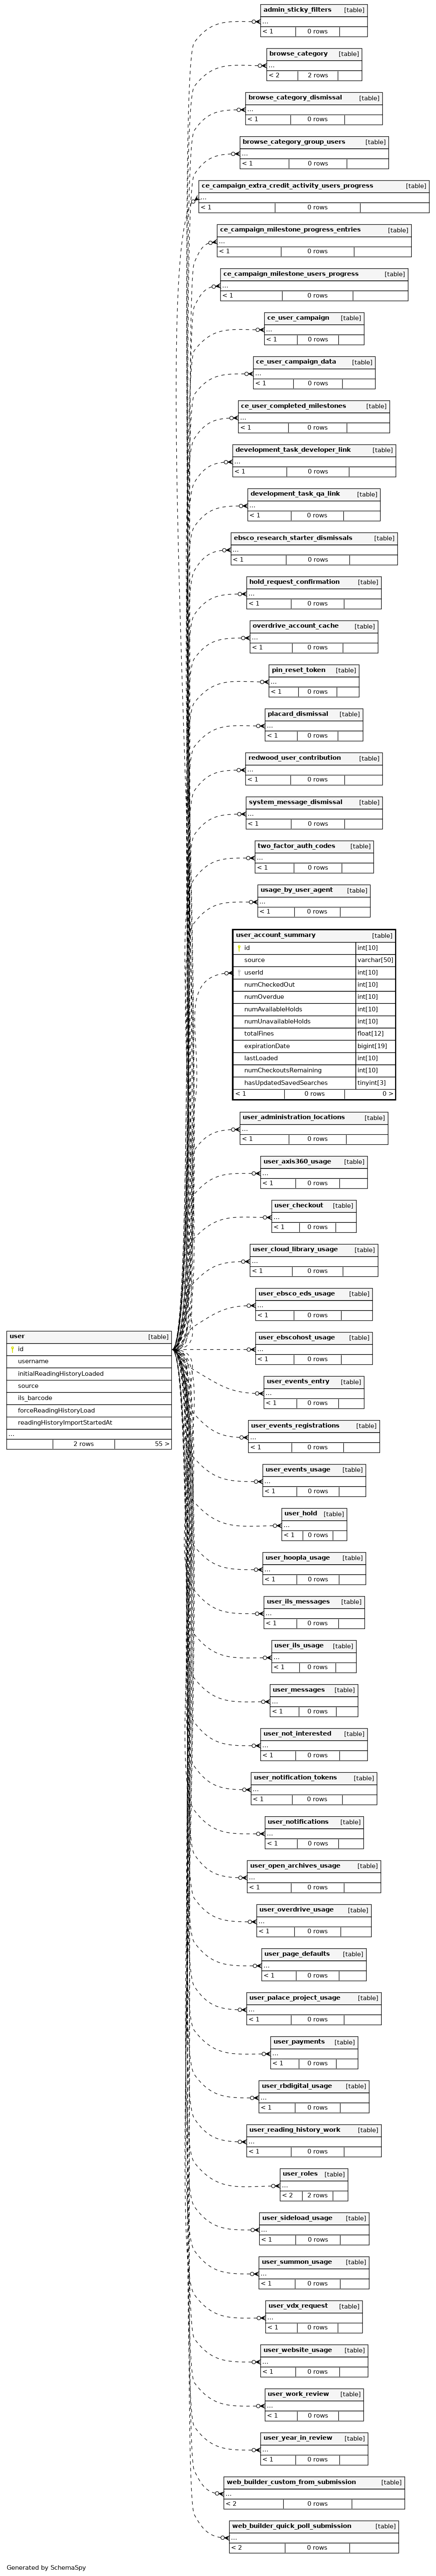 admin_sticky_filters [table]
...
< 1 0 rows
browse_category [table]
...
< 2 2 rows
browse_category_dismissal [table]
...
< 1 0 rows
browse_category_group_users [table]
...
< 1 0 rows
ce_campaign_extra_credit_activity_users_progress [table]
...
< 1 0 rows
ce_campaign_milestone_progress_entries [table]
...
< 1 0 rows
ce_campaign_milestone_users_progress [table]
...
< 1 0 rows
ce_user_campaign [table]
...
< 1 0 rows
ce_user_campaign_data [table]
...
< 1 0 rows
ce_user_completed_milestones [table]
...
< 1 0 rows
development_task_developer_link [table]
...
< 1 0 rows
development_task_qa_link [table]
...
< 1 0 rows
ebsco_research_starter_dismissals [table]
...
< 1 0 rows
hold_request_confirmation [table]
...
< 1 0 rows
overdrive_account_cache [table]
...
< 1 0 rows
pin_reset_token [table]
...
< 1 0 rows
placard_dismissal [table]
...
< 1 0 rows
redwood_user_contribution [table]
...
< 1 0 rows
system_message_dismissal [table]
...
< 1 0 rows
two_factor_auth_codes [table]
...
< 1 0 rows
usage_by_user_agent [table]
...
< 1 0 rows
user_account_summary [table]
id int[10]
source varchar[50]
userId int[10]
numCheckedOut int[10]
numOverdue int[10]
numAvailableHolds int[10]
numUnavailableHolds int[10]
totalFines float[12]
expirationDate bigint[19]
lastLoaded int[10]
numCheckoutsRemaining int[10]
hasUpdatedSavedSearches tinyint[3]
< 1 0 rows 0 >
user_administration_locations [table]
...
< 1 0 rows
user_axis360_usage [table]
...
< 1 0 rows
user_checkout [table]
...
< 1 0 rows
user_cloud_library_usage [table]
...
< 1 0 rows
user_ebsco_eds_usage [table]
...
< 1 0 rows
user [table]
id
username
initialReadingHistoryLoaded
source
ils_barcode
forceReadingHistoryLoad
readingHistoryImportStartedAt
...
2 rows 55 >
user_ebscohost_usage [table]
...
< 1 0 rows
user_events_entry [table]
...
< 1 0 rows
user_events_registrations [table]
...
< 1 0 rows
user_events_usage [table]
...
< 1 0 rows
user_hold [table]
...
< 1 0 rows
user_hoopla_usage [table]
...
< 1 0 rows
user_ils_messages [table]
...
< 1 0 rows
user_ils_usage [table]
...
< 1 0 rows
user_messages [table]
...
< 1 0 rows
user_not_interested [table]
...
< 1 0 rows
user_notification_tokens [table]
...
< 1 0 rows
user_notifications [table]
...
< 1 0 rows
user_open_archives_usage [table]
...
< 1 0 rows
user_overdrive_usage [table]
...
< 1 0 rows
user_page_defaults [table]
...
< 1 0 rows
user_palace_project_usage [table]
...
< 1 0 rows
user_payments [table]
...
< 1 0 rows
user_rbdigital_usage [table]
...
< 1 0 rows
user_reading_history_work [table]
...
< 1 0 rows
user_roles [table]
...
< 2 2 rows
user_sideload_usage [table]
...
< 1 0 rows
user_summon_usage [table]
...
< 1 0 rows
user_vdx_request [table]
...
< 1 0 rows
user_website_usage [table]
...
< 1 0 rows
user_work_review [table]
...
< 1 0 rows
user_year_in_review [table]
...
< 1 0 rows
web_builder_custom_from_submission [table]
...
< 2 0 rows
web_builder_quick_poll_submission [table]
...
< 2 0 rows
Generated by SchemaSpy